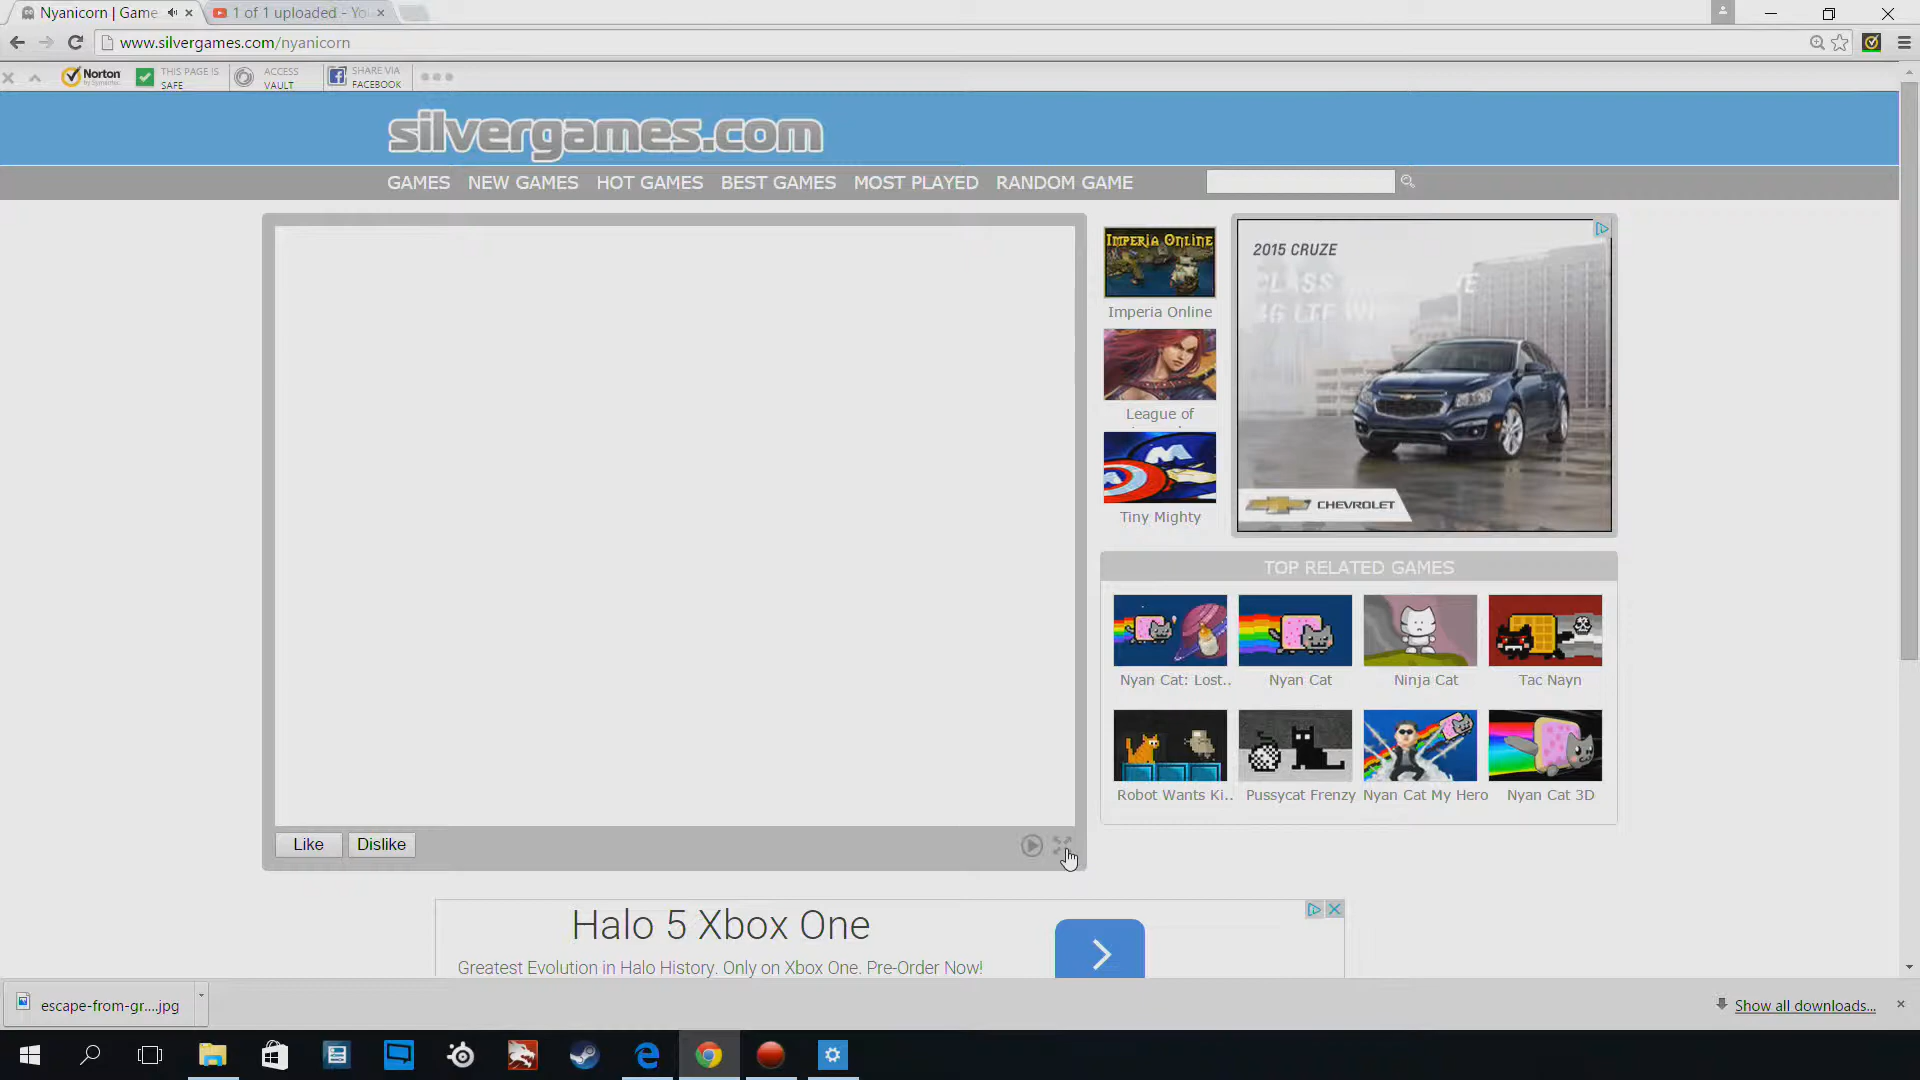 Nyanicorn | Game
1 of 1 uploaded - Yo
www.silvergames.com/nyanicorn
Norton
by Symantec
THIS PAGE IS
SAFE
ACCESS
VAULT
SHARE VIA
FACEBOOK
silvergames.com
GAMES NEW GAMES HOT GAMES BEST GAMES MOST PLAYED RANDOM GAME
IMPERIA ONLINE
Imperia Online
League of
Tiny Mighty
2015 CRUZE
4G LTE
CHEVROLET
TOP RELATED GAMES
Nyan Cat: Lost..
Nyan Cat
Ninja Cat
Tac Nayn
Robot Wants Ki..
Pussycat Frenzy
Nyan Cat My Hero
Nyan Cat 3D
Like
Dislike
Halo 5 Xbox One
Greatest Evolution in Halo History. Only on Xbox One. Pre-Order Now!
escape-from-gr....jpg
Show all downloads...